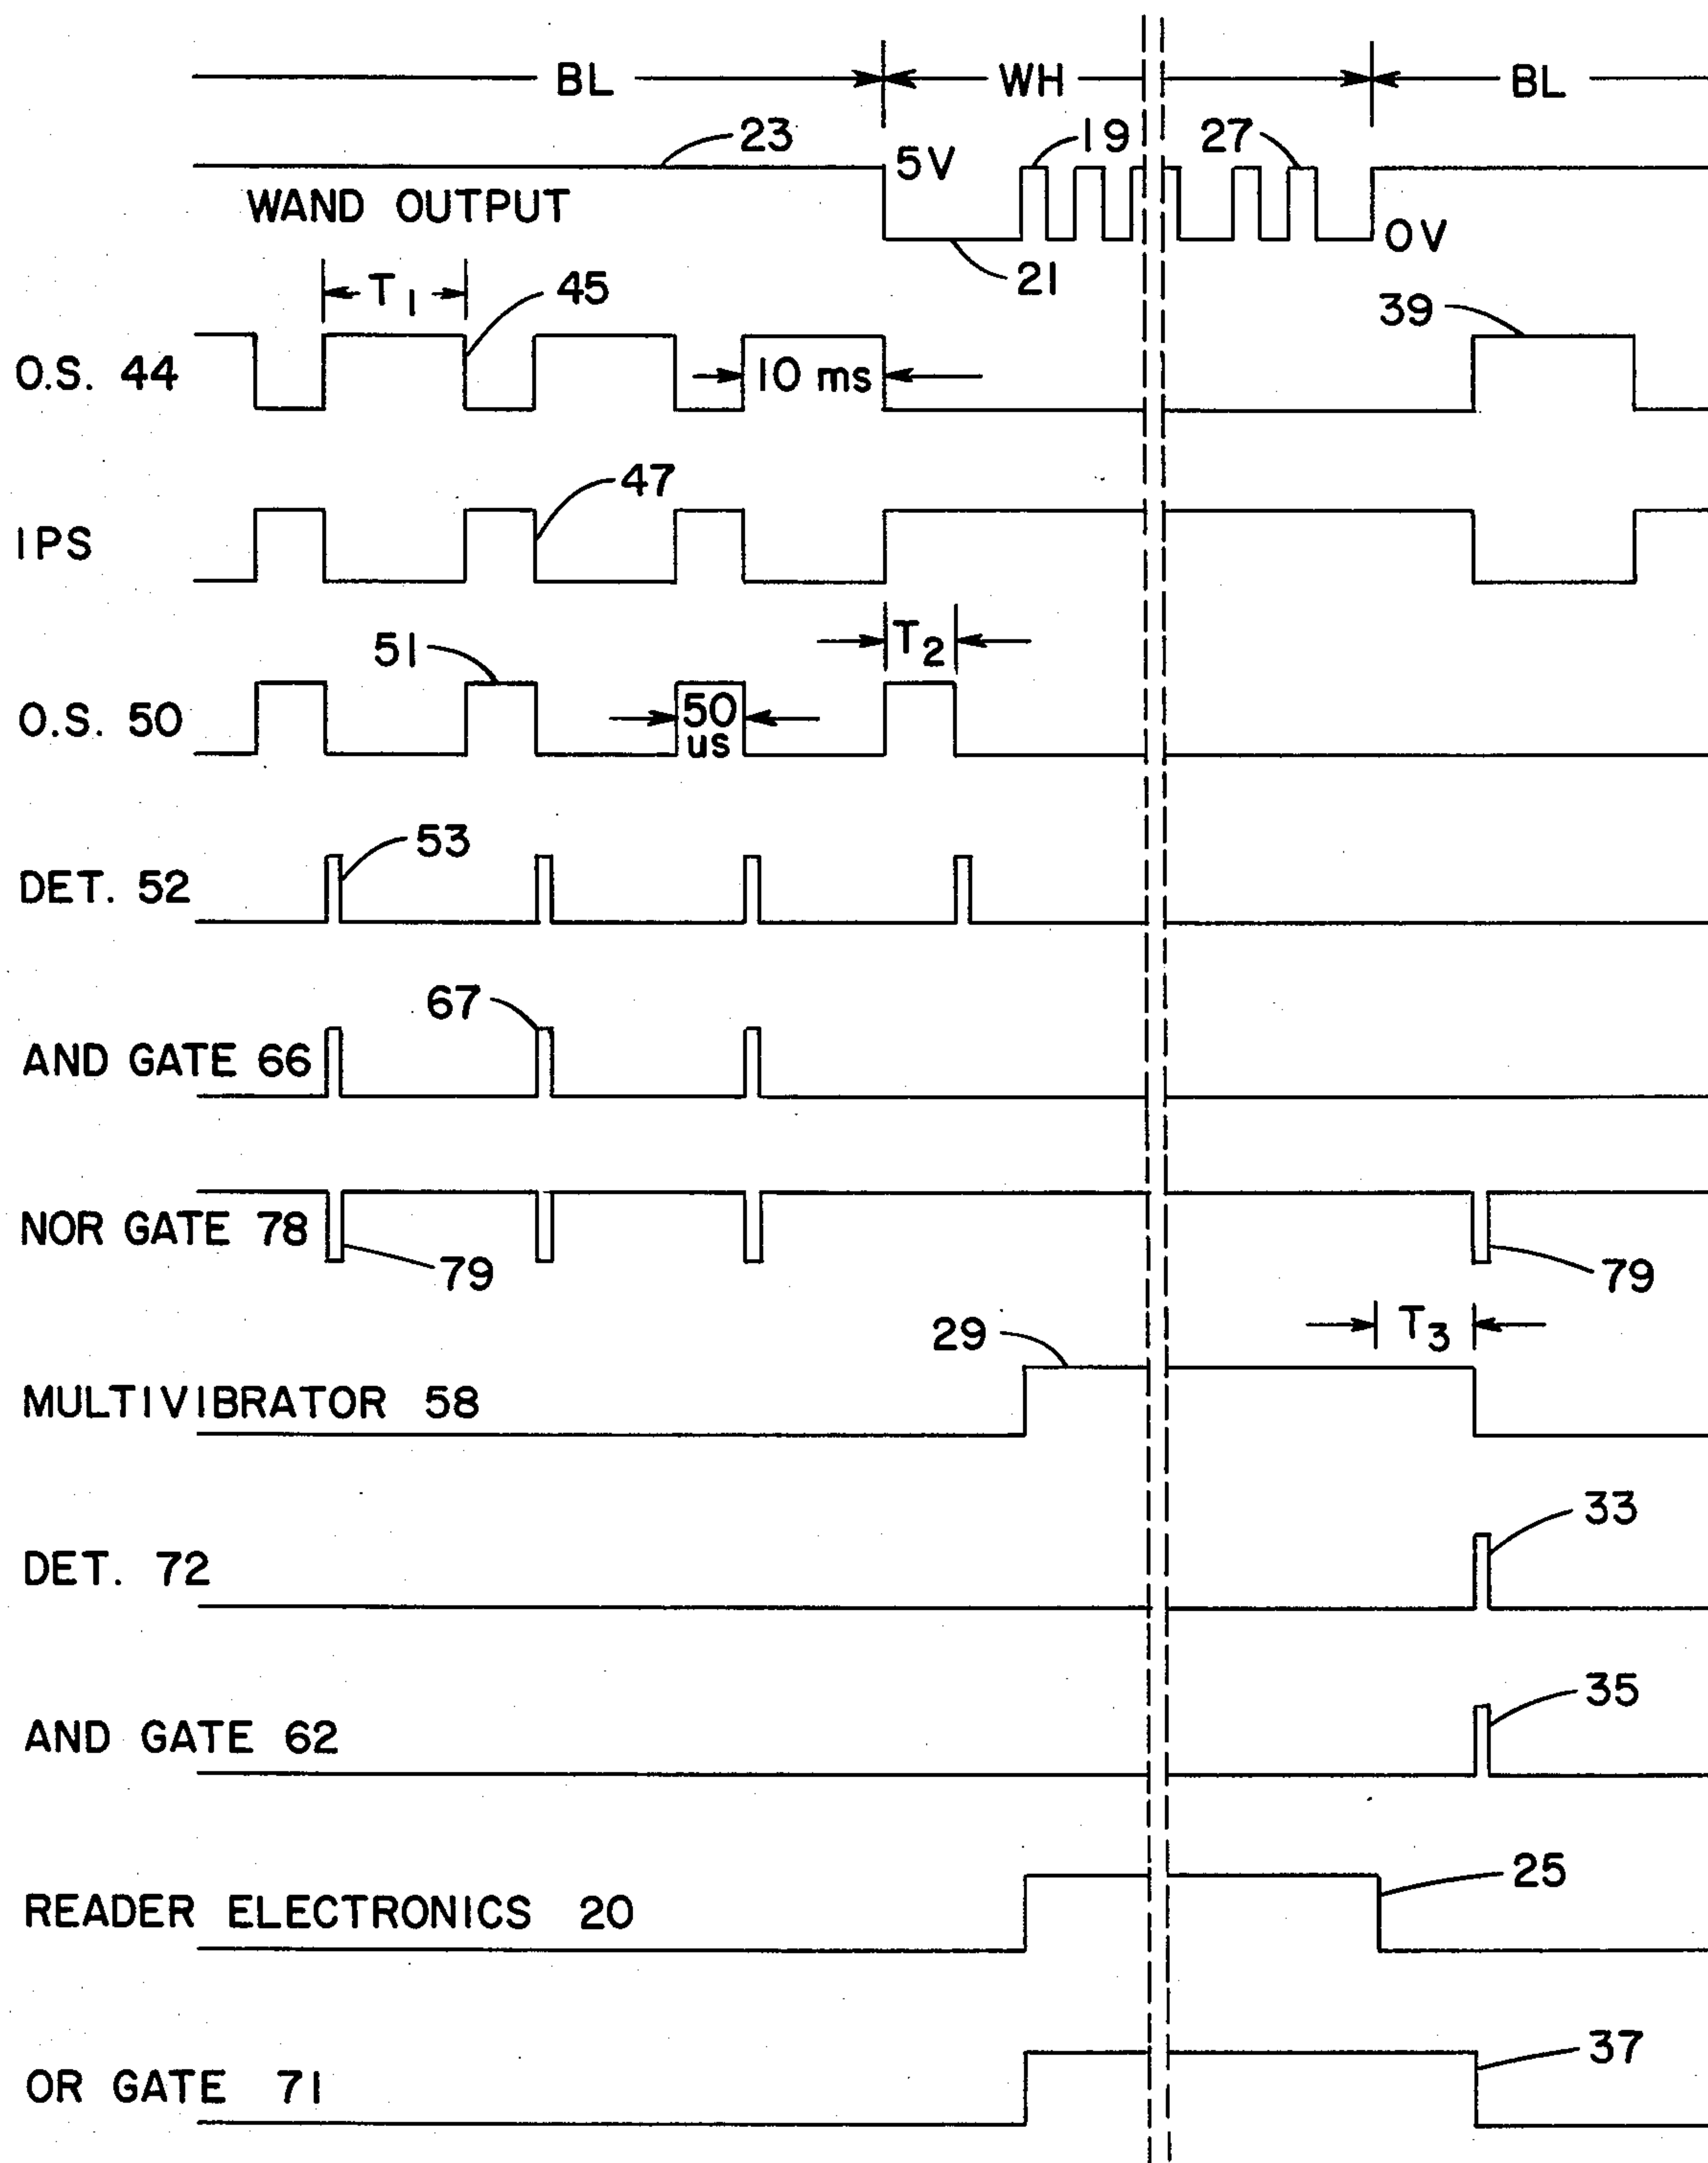 BL WH BL
23 5V 19 27
WAND OUTPUT 0V
21
T1 45 39
O.S. 44 10 ms
47
IPS
T2
51
O.S. 50 50 us
53
DET. 52
67
AND GATE 66
NOR GATE 78
79 79
T3
29
MULTIVIBRATOR 58
33
DET. 72
35
AND GATE 62
25
READER ELECTRONICS 20
37
OR GATE 71